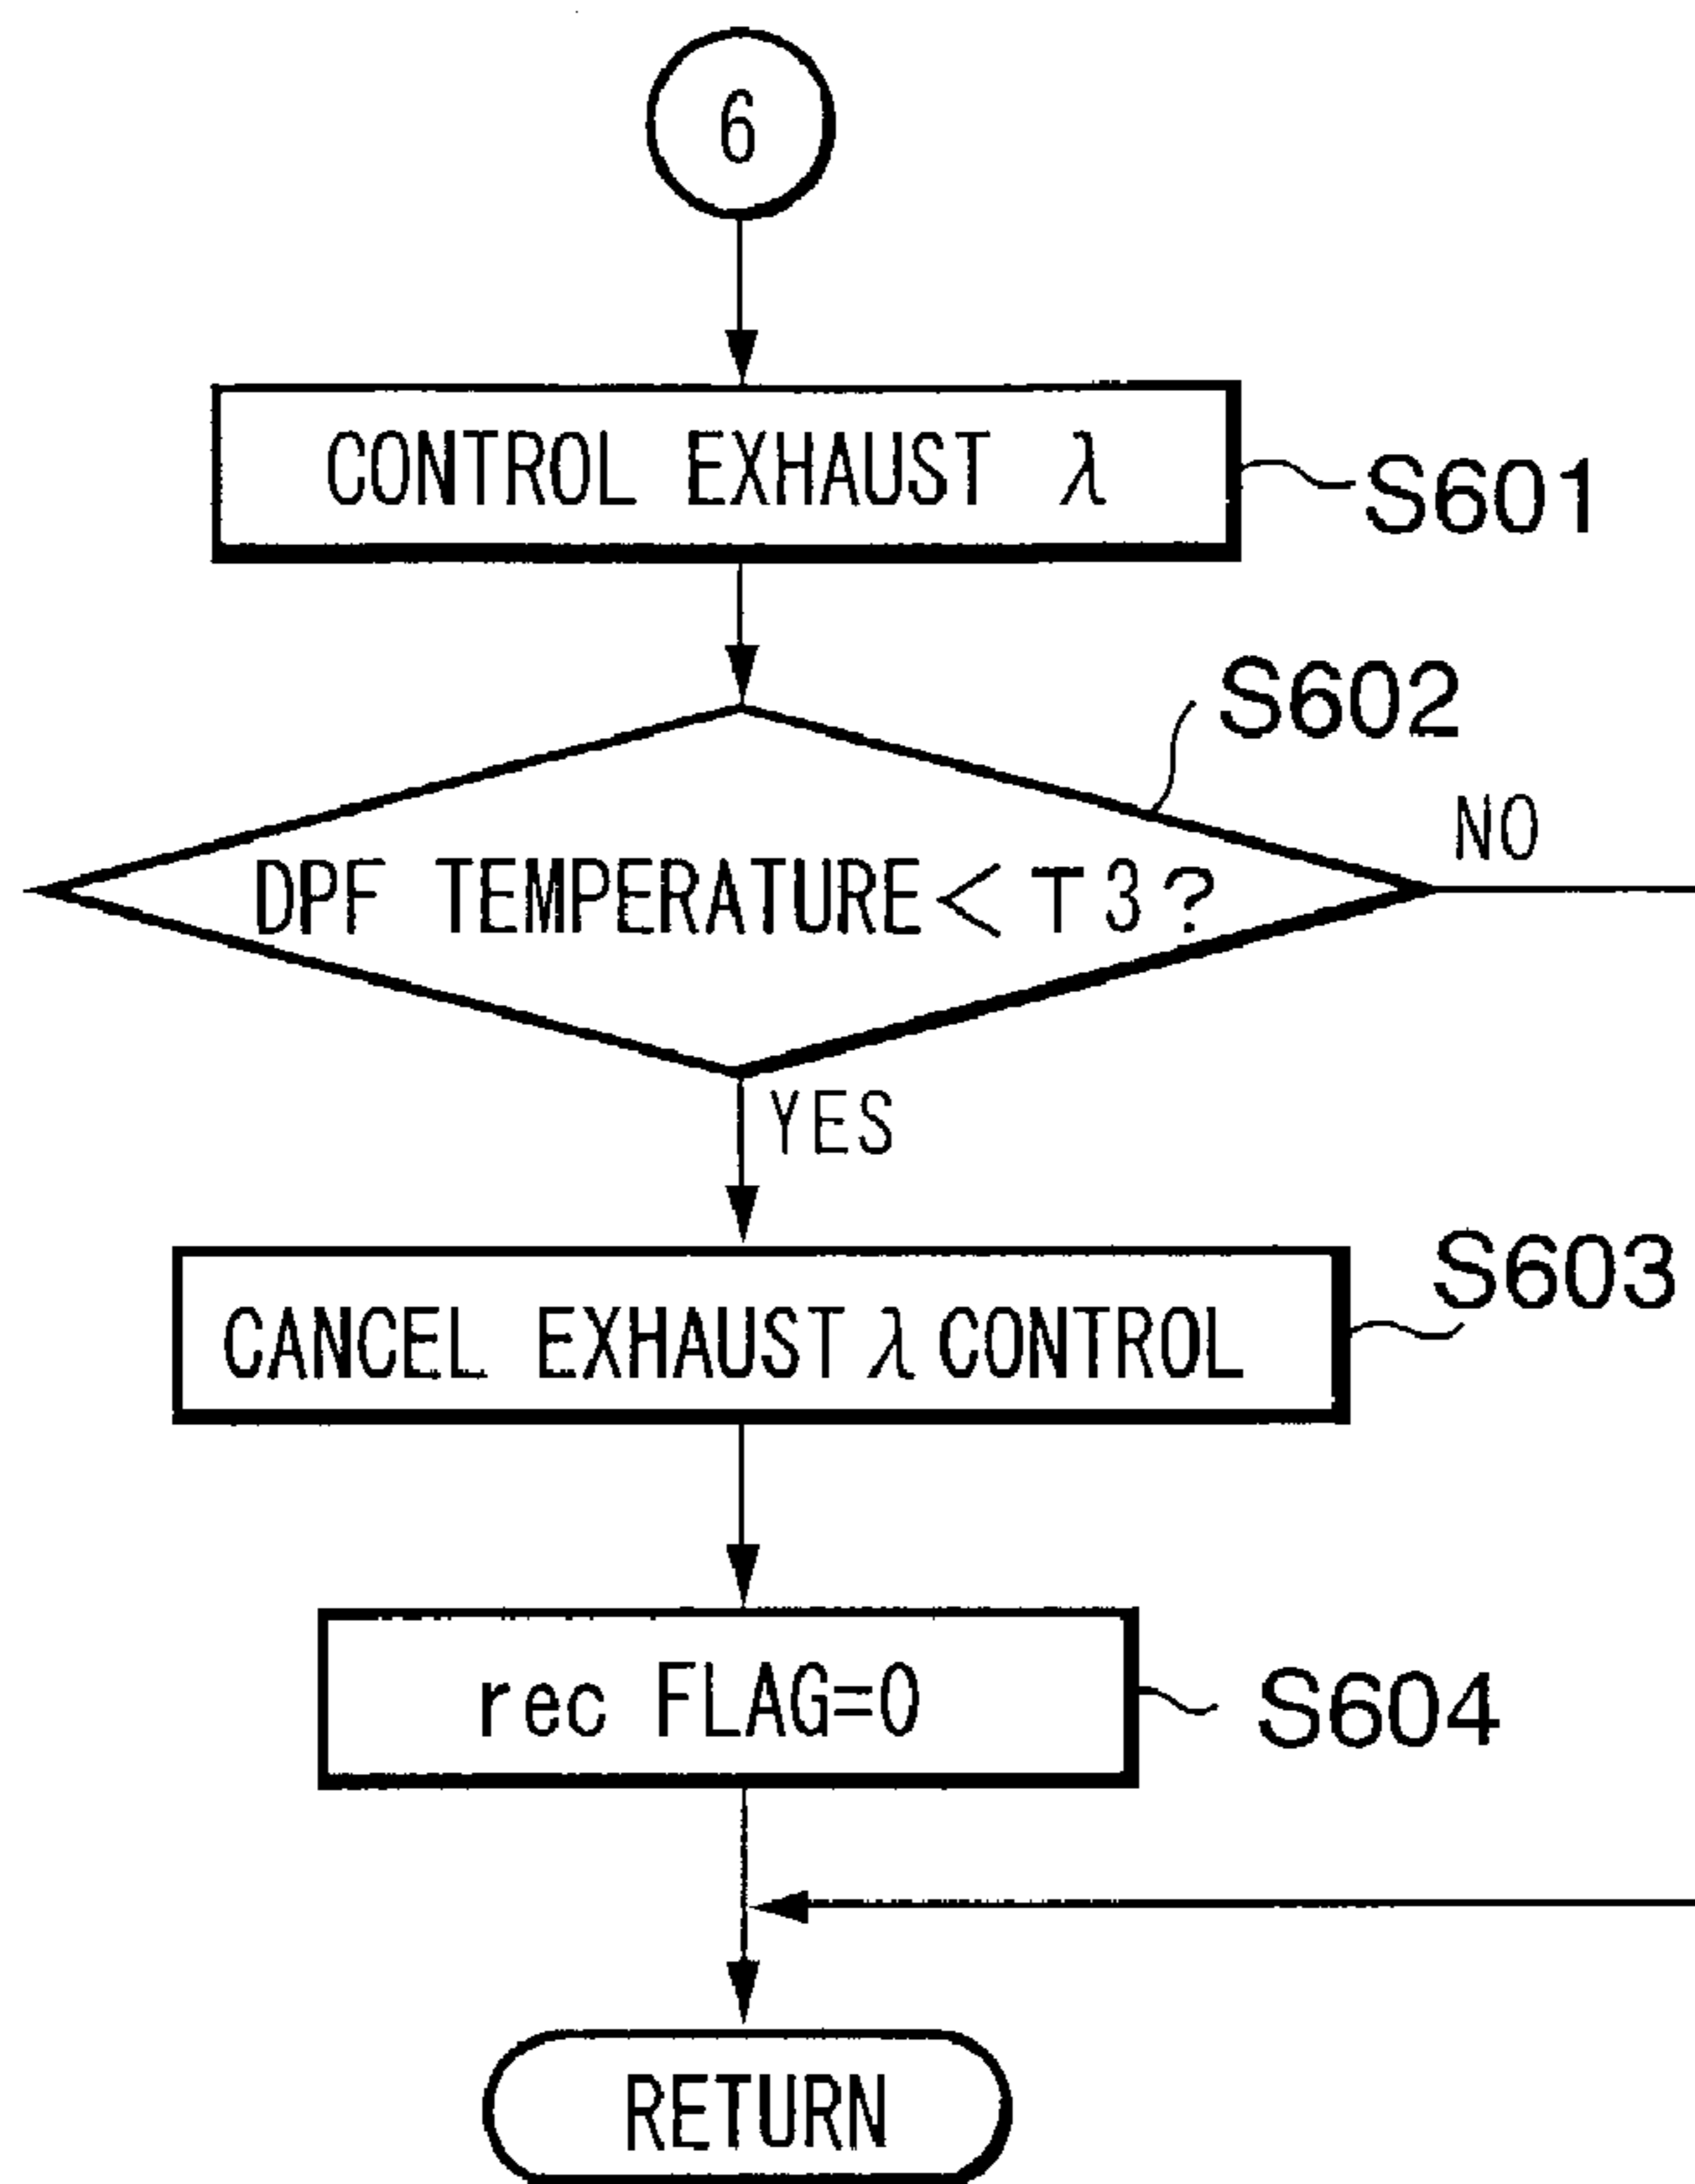 6
CONTROL EXHAUST λ
S601
S602
NO
DPF TEMPERATURE < T3?
YES
S603
CANCEL EXHAUST λ CONTROL
rec FLAG=0
S604
RETURN